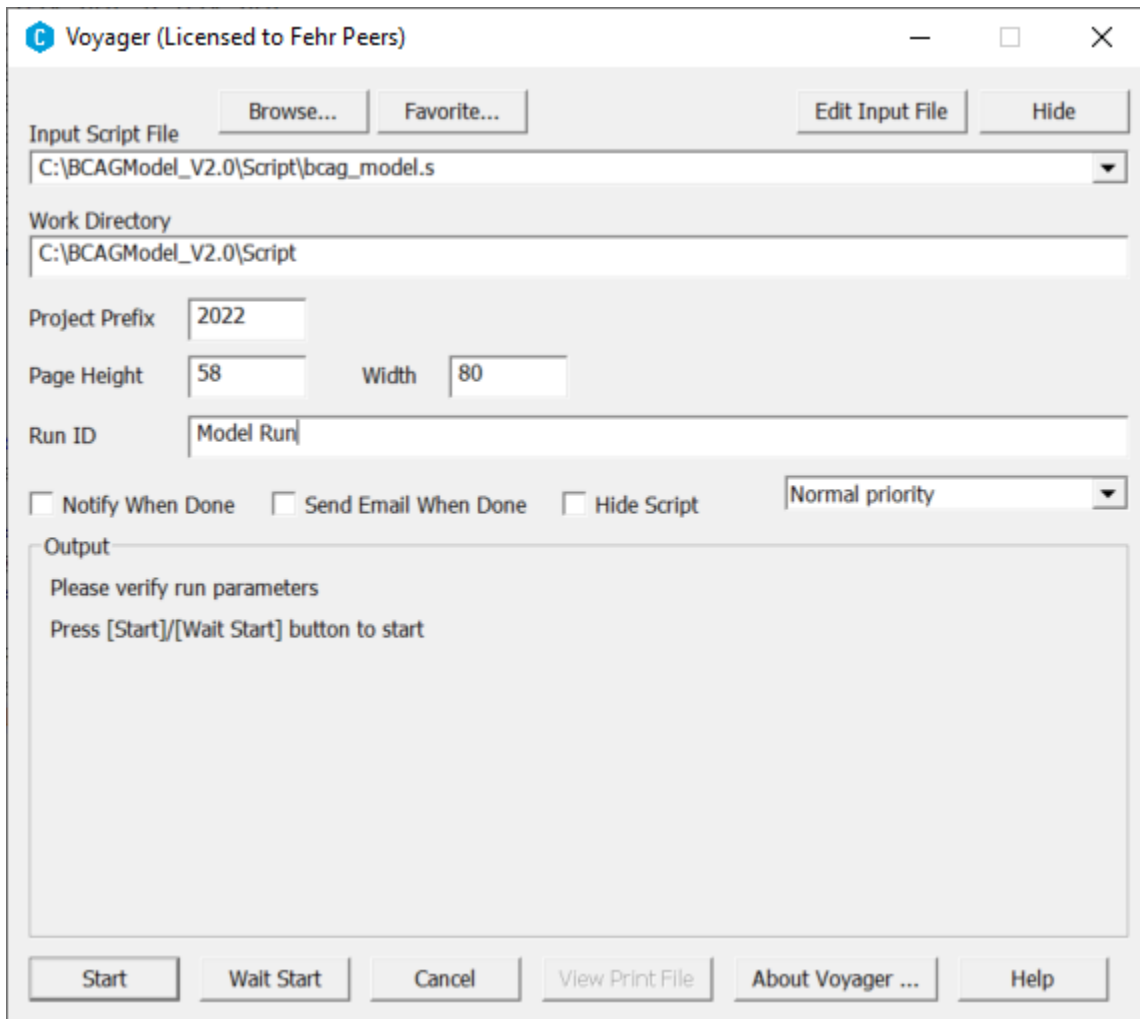 Voyager (Licensed to Fehr Peers)
Browse... Favorite... Edit Input File Hide
Input Script File
C:\BCAGModel_V2.0\Script\bcag_model.s
Work Directory
C:\BCAGModel_V2.0\Script
Project Prefix 2022
Page Height 58 Width 80
Run ID Model Run
Notify When Done Send Email When Done Hide Script Normal priority
Output
Please verify run parameters
Press [Start]/[Wait Start] button to start
Start Wait Start Cancel View Print File About Voyager ... Help